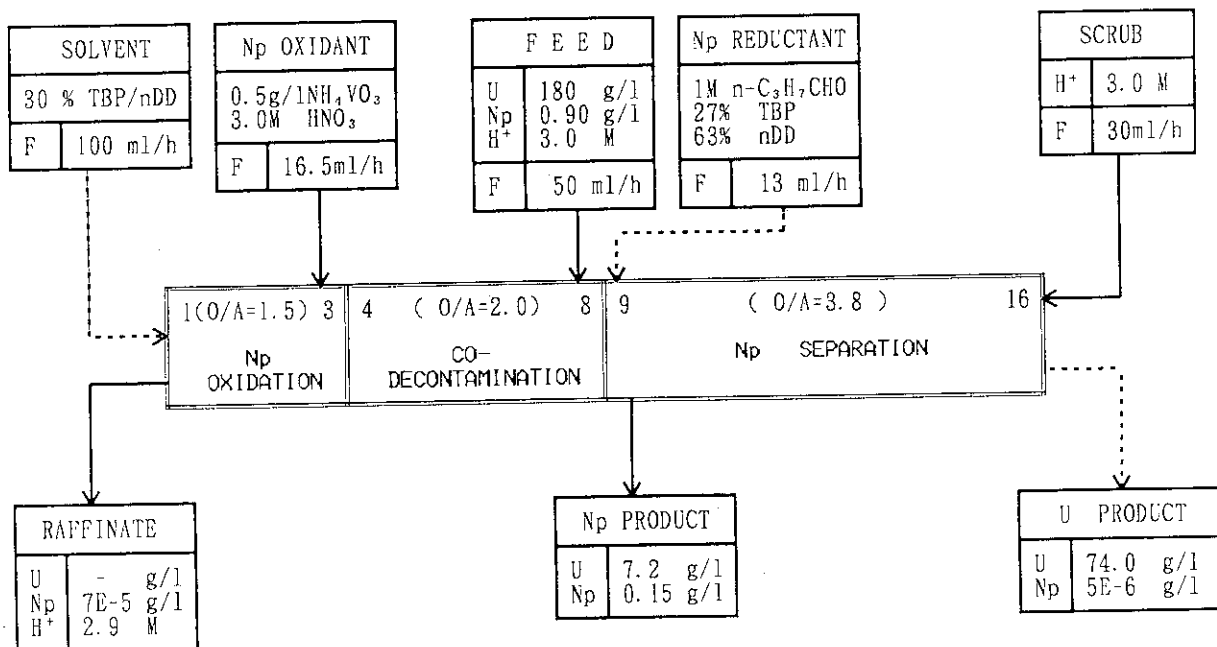 SOLVENT
30 % TBP/nDD
F 100 ml/h
Np OXIDANT
0.5g/lNH₄VO₃
3.0M HNO₃
F 16.5ml/h
F E E D
U 180 g/l
Np 0.90 g/l
H⁺ 3.0 M
F 50 ml/h
Np REDUCTANT
1M n-C₃H₇CHO
27% TBP
63% nDD
F 13 ml/h
SCRUB
H⁺ 3.0 M
F 30ml/h
1(O/A=1.5) 3
Np
OXIDATION
4 ( O/A=2.0) 8
CO-
DECONTAMINATION
9 ( O/A=3.8 ) 16
Np SEPARATION
RAFFINATE
U - g/l
Np 7E-5 g/l
H⁺ 2.9 M
Np PRODUCT
U 7.2 g/l
Np 0.15 g/l
U PRODUCT
U 74.0 g/l
Np 5E-6 g/l